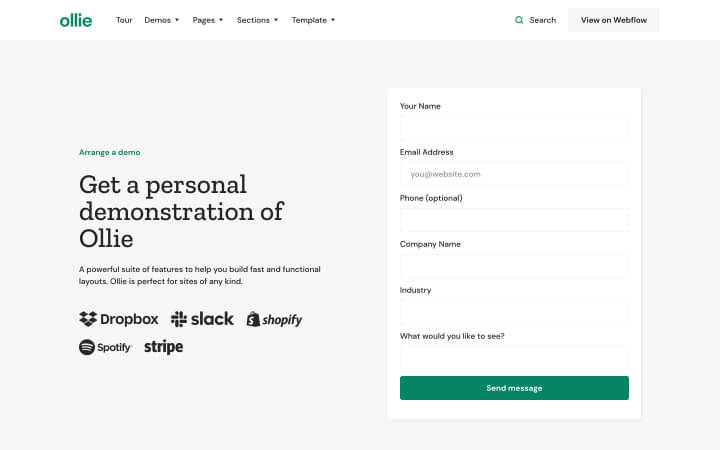 ollie
Tour
Demos
Pages
Sections
Template
Search
View on Webflow
Arrange a demo
Get a personal
demonstration of
Ollie
A powerful suite of features to help you build fast and functional
layouts. Ollie is perfect for sites of any kind.
Dropbox
slack
shopify
Spotify
stripe
Your Name
Email Address
you@website.com
Phone (optional)
Company Name
Industry
What would you like to see?
Send message